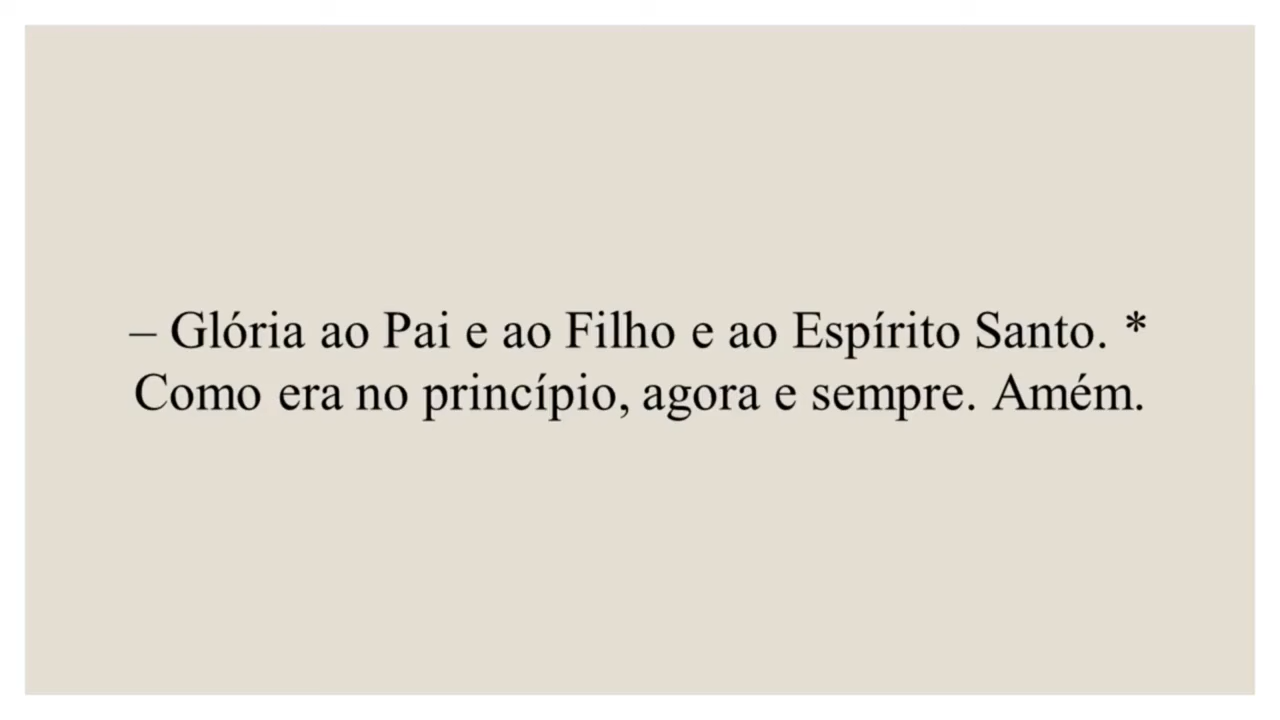 – Glória ao Pai e ao Filho e ao Espírito Santo. *
Como era no princípio, agora e sempre. Amém.